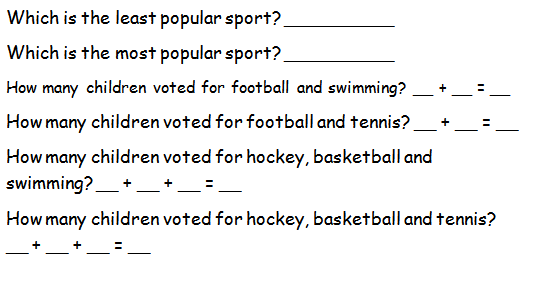 Which is the least popular sport? ____________
Which is the most popular sport? ____________
How many children voted for football and swimming? __ + __ = __
How many children voted for football and tennis? __ + __ = __
How many children voted for hockey, basketball and
swimming? __ + __ + __ = __
How many children voted for hockey, basketball and tennis?
__ + __ + __ = __